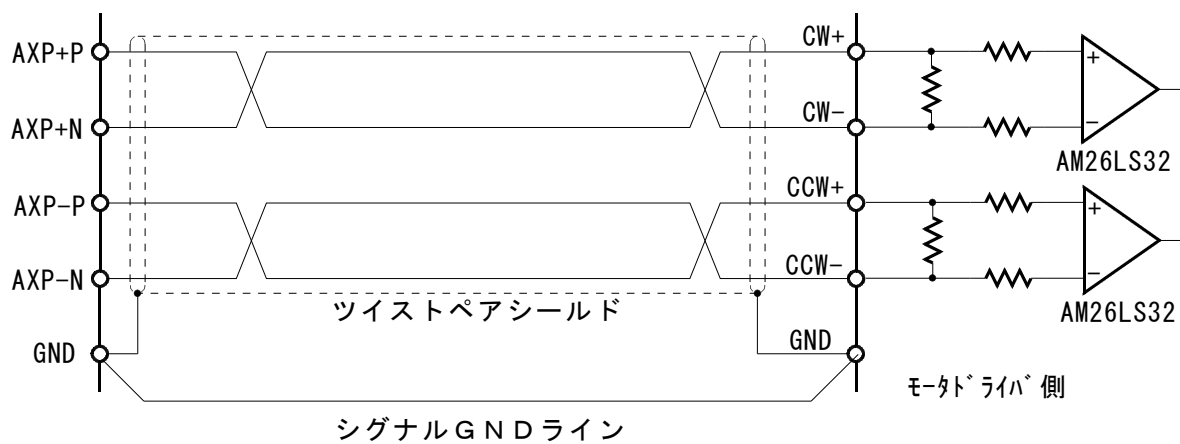 AXP+P
CW+
AXP+N
CW-
AM26LS32
AXP-P
CCW+
AXP-N
CCW-
ツイストペアシールド
AM26LS32
GND
GND
ﾓｰﾀﾄﾞﾗｲﾊﾞ側
シグナルＧＮＤライン